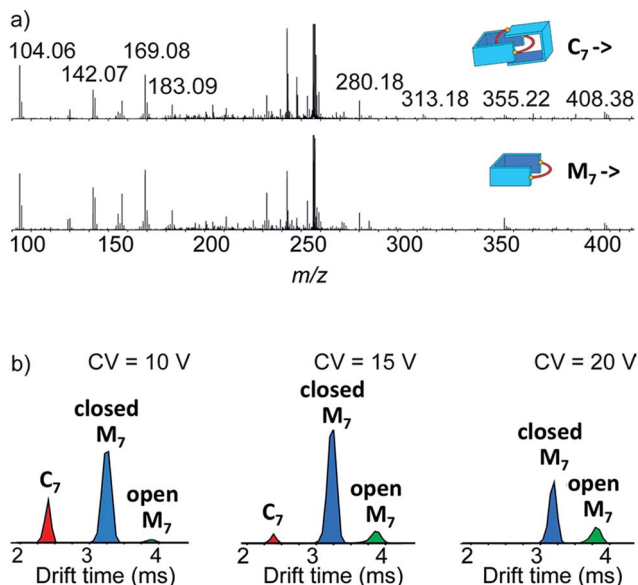 a)
104.06
142.07
169.08
183.09
280.18
313.18
355.22
408.38
C7 ->
M7 ->
100 150 200 250 300 350 400
m/z
b)
CV = 10 V
CV = 15 V
CV = 20 V
C7
closed
M7
open
M7
C7
closed
M7
open
M7
closed
M7
open
M7
2 3 4
2 3 4
2 3 4
Drift time (ms)
Drift time (ms)
Drift time (ms)